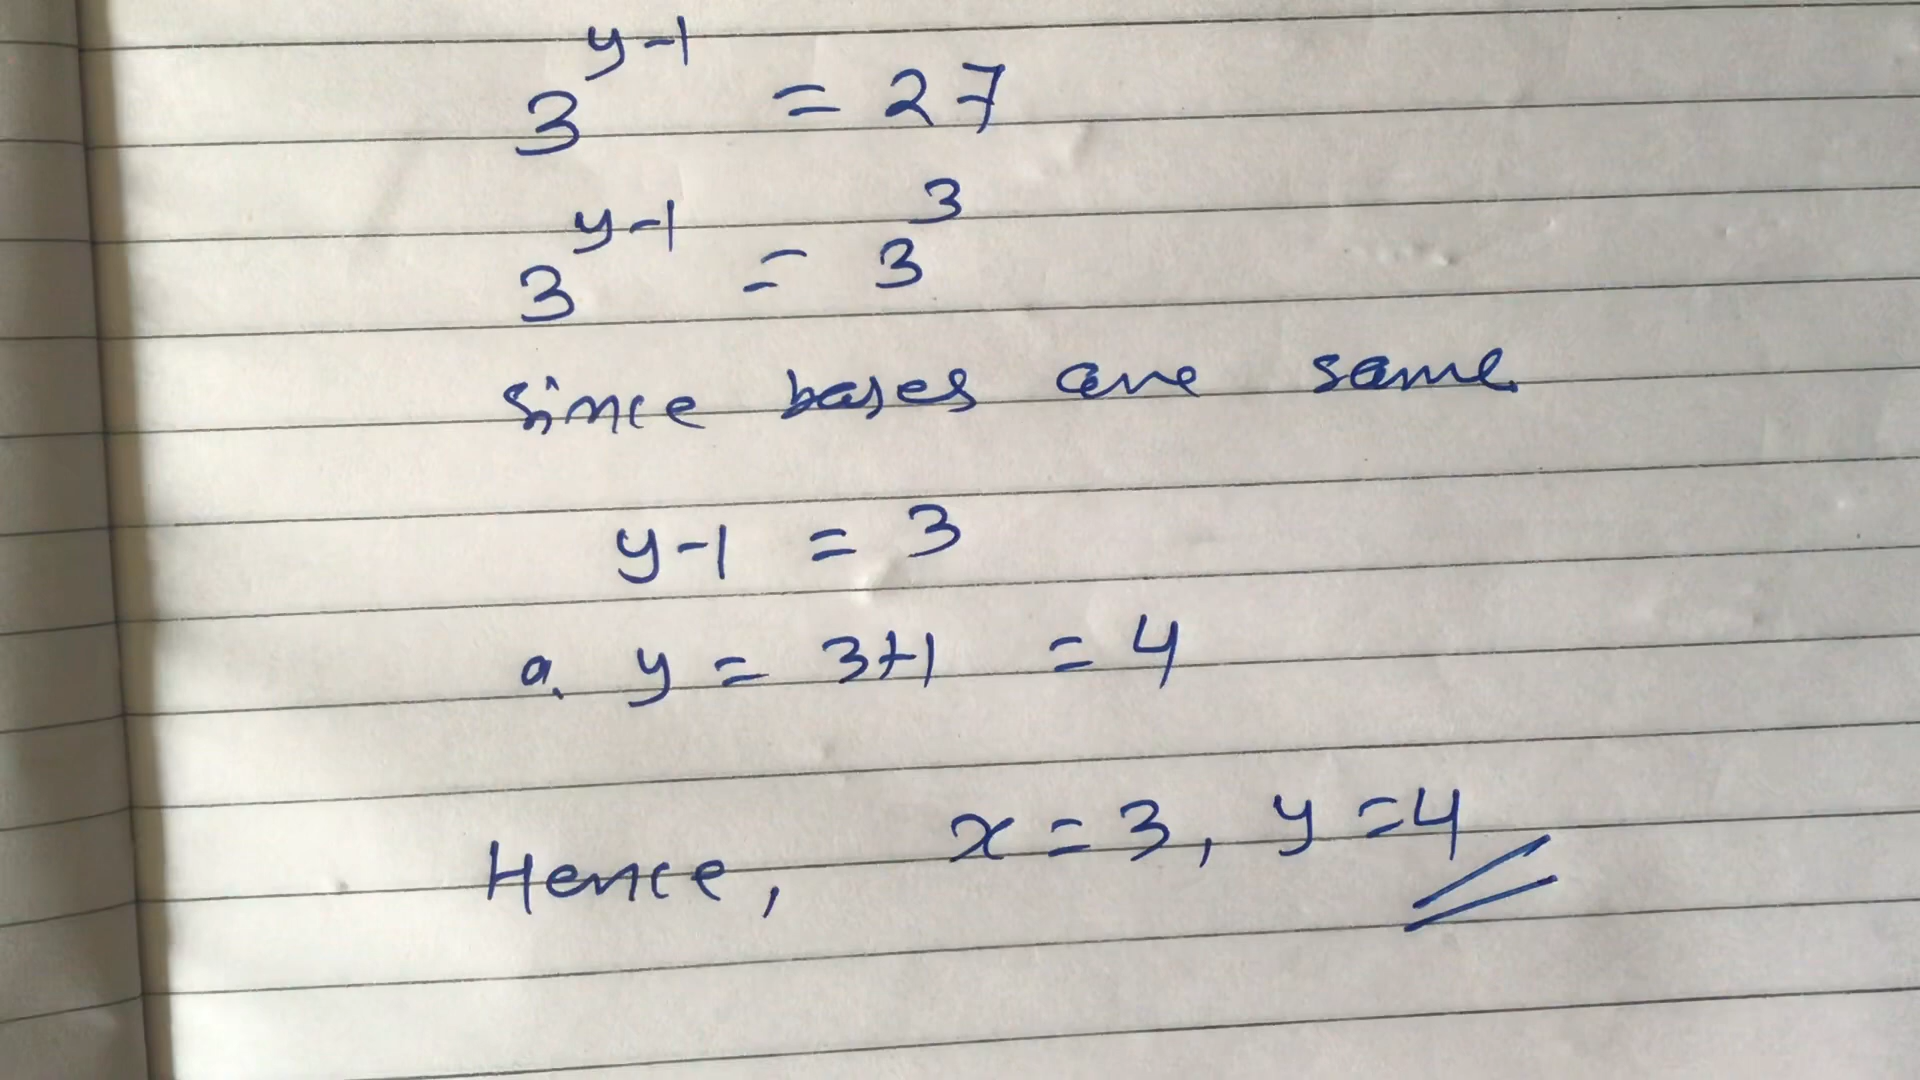 3^{y-1} = 27
3^{y-1} = 3^3
since bases are same
y-1 = 3
a. y = 3+1 = 4
Hence, x = 3, y = 4